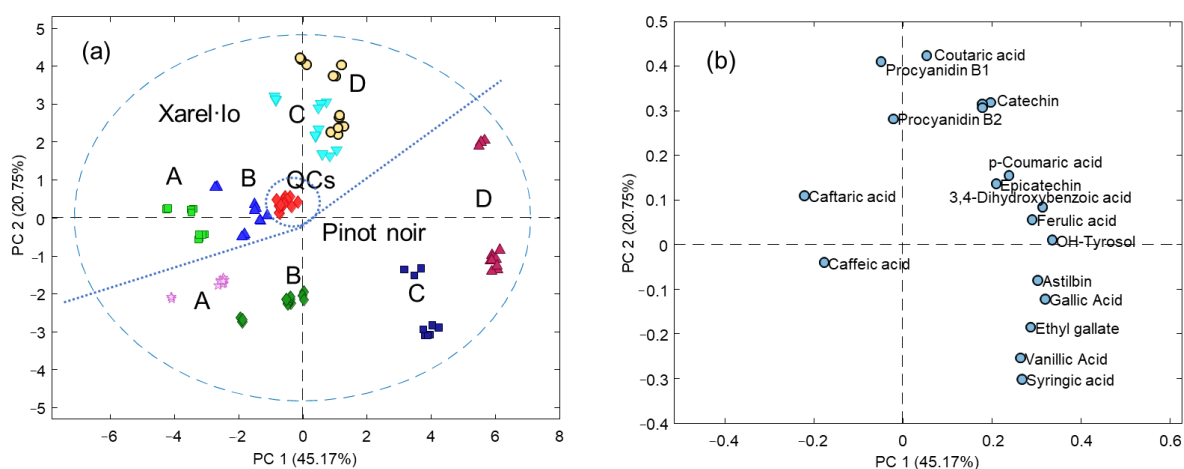 (a)
5
4
3
2
1
0
−1
−2
−3
−4
−5
−6
−4
−2
0
2
4
6
8
PC 2 (20.75%)
PC 1 (45.17%)
Xarel·lo
A
B
C
D
QCs
Pinot noir
A
B
C
D
(b)
0.5
0.4
0.3
0.2
0.1
0
−0.1
−0.2
−0.3
−0.4
−0.4
−0.2
0
0.2
0.4
0.6
PC 2 (20.75%)
PC 1 (45.17%)
Coutaric acid
Procyanidin B1
Catechin
Procyanidin B2
p-Coumaric acid
Epicatechin
3,4-Dihydroxybenzoic acid
Caftaric acid
Ferulic acid
OH-Tyrosol
Caffeic acid
Astilbin
Gallic Acid
Ethyl gallate
Vanillic Acid
Syringic acid